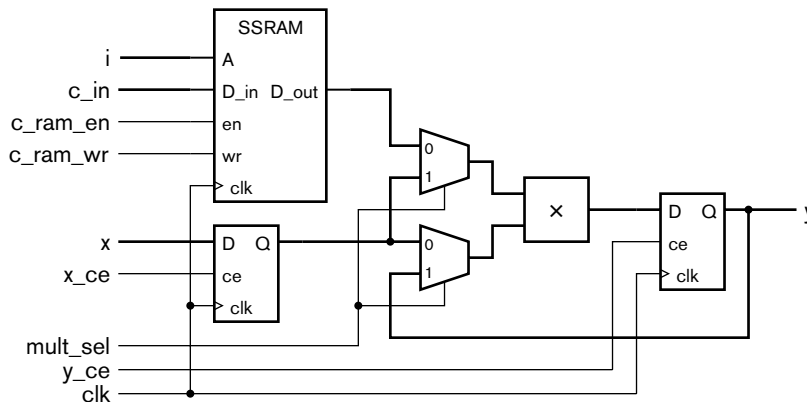 SSRAM
i
A
c_in
D_in
D_out
c_ram_en
en
c_ram_wr
wr
clk
0
1
x
D
Q
x_ce
ce
clk
0
1
×
D
Q
y
ce
clk
mult_sel
y_ce
clk